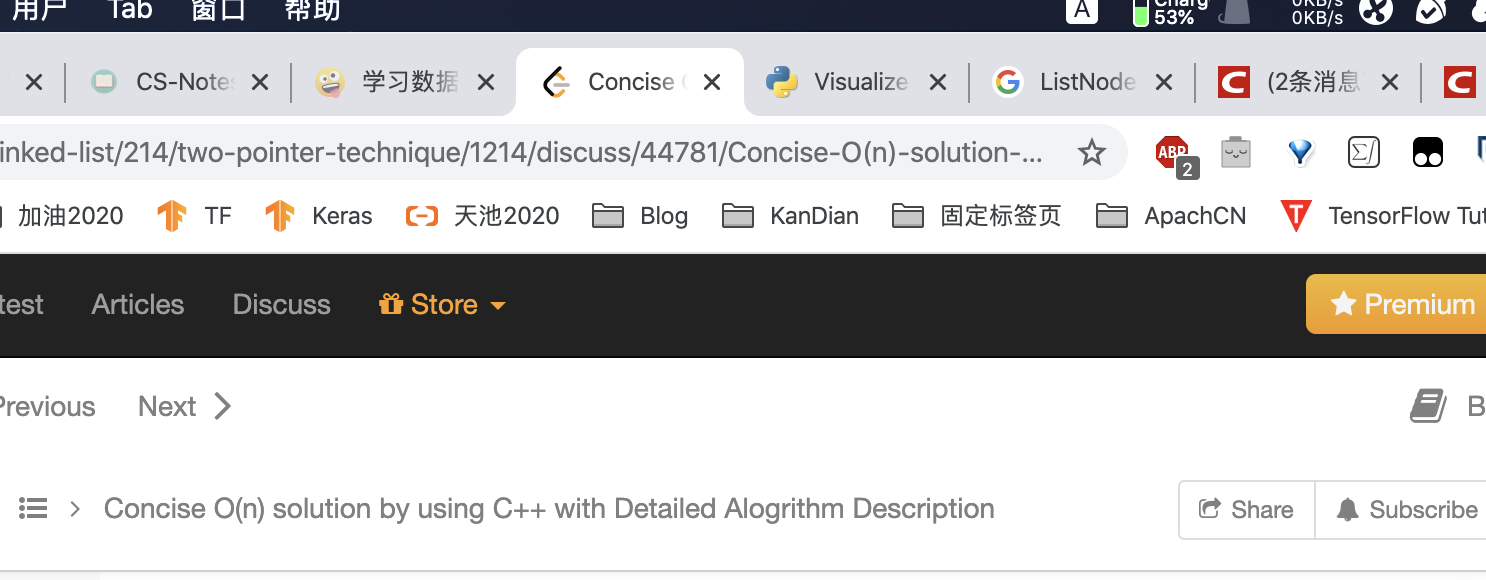 用户 Tab 窗口 帮助 A Charg
53% 0KB/s
0KB/s
CS-Note 学习数据 Concise Visualize ListNode (2条消息
inked-list/214/two-pointer-technique/1214/discuss/44781/Concise-O(n)-solution-... ABP 2
加油2020 TF Keras 天池2020 Blog KanDian 固定标签页 ApachCN TensorFlow Tut
test Articles Discuss Store Premium
Previous Next B
Concise O(n) solution by using C++ with Detailed Alogrithm Description Share Subscribe